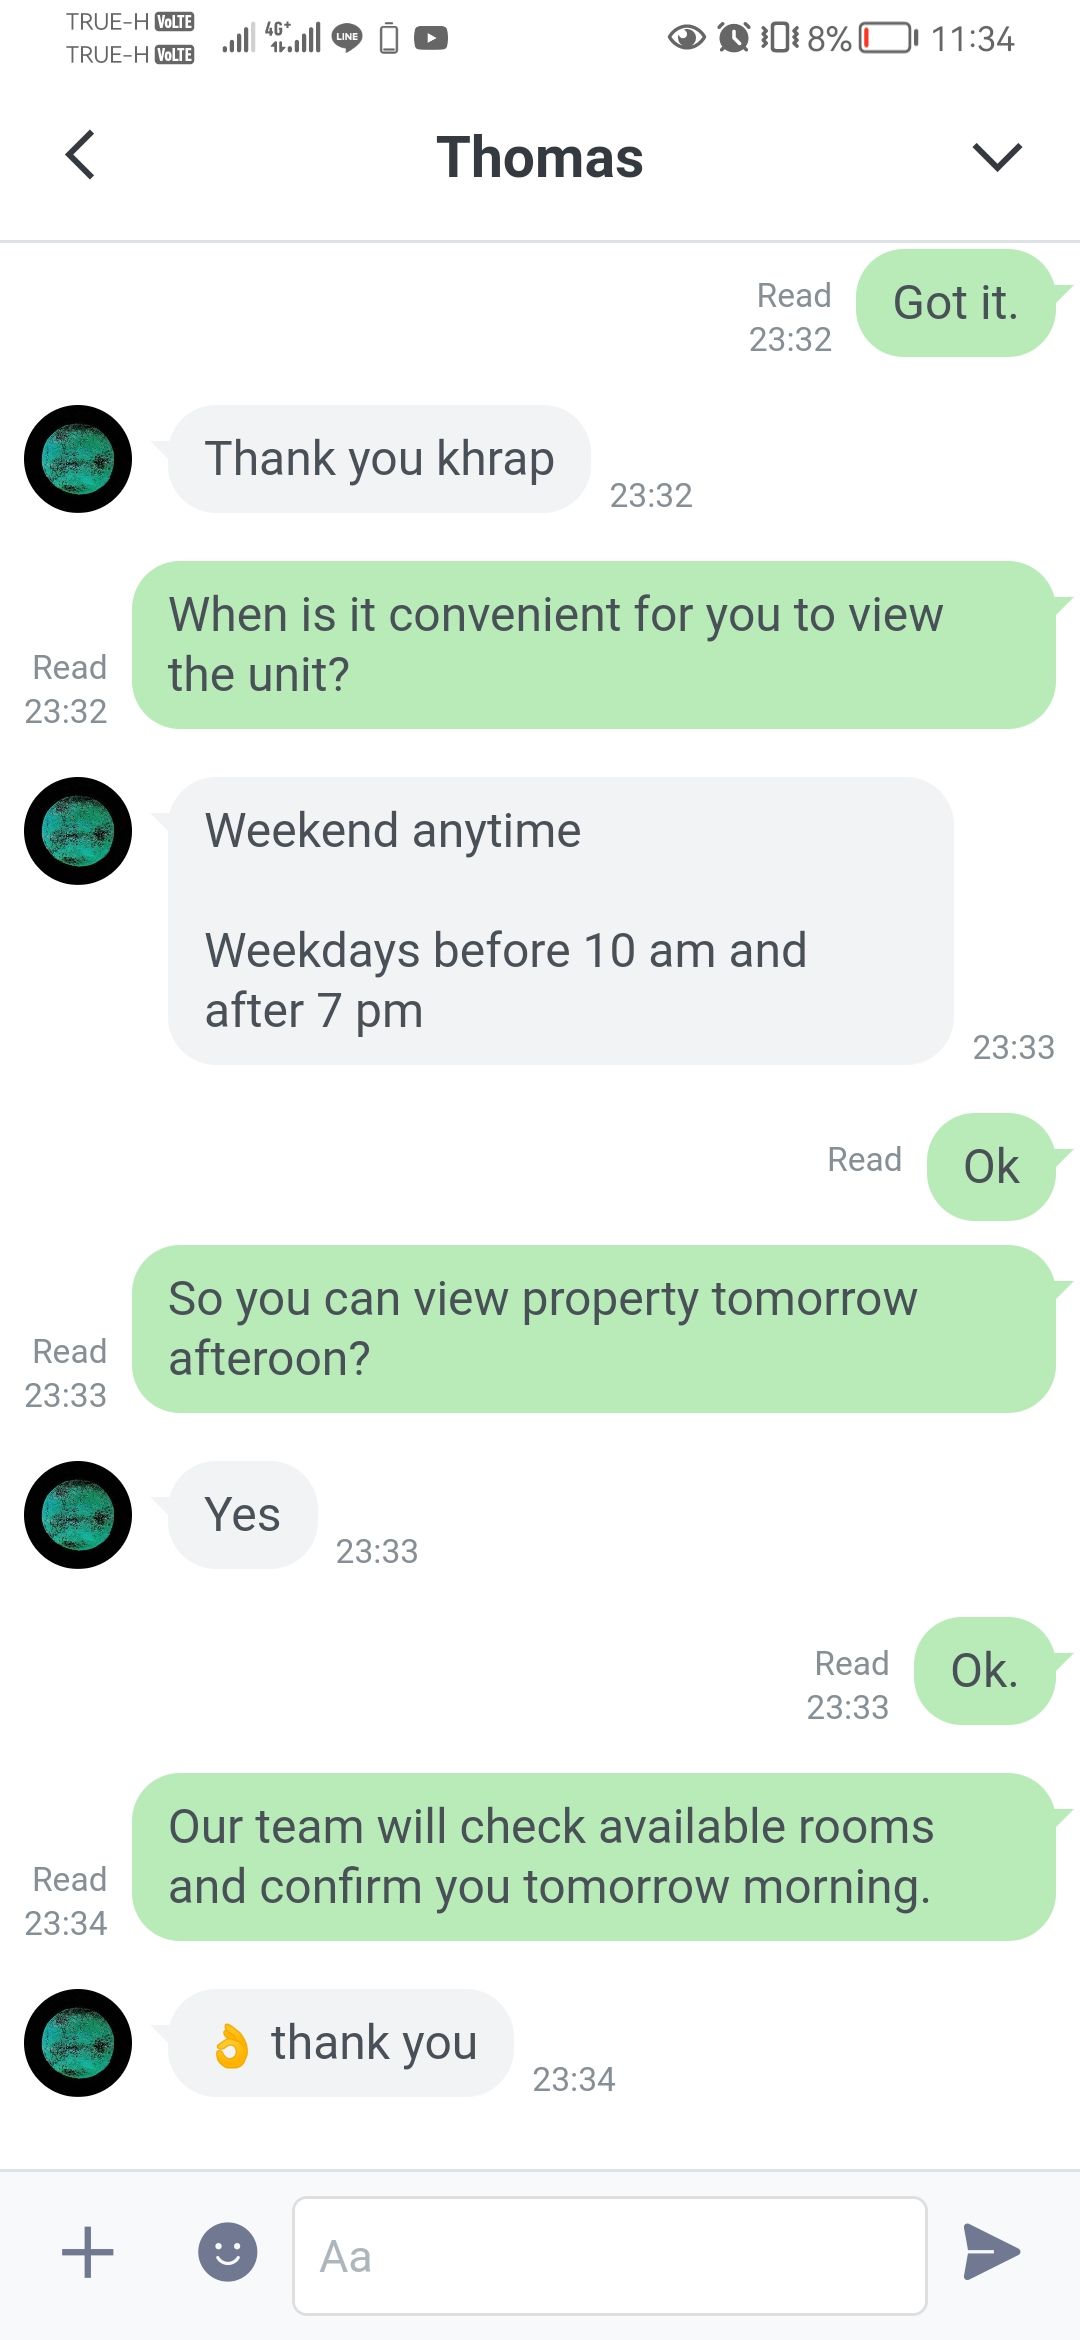 TRUE-H VoLTE
TRUE-H VoLTE
4G+
LINE
8%
11:34
Thomas
Got it.
Read
23:32
Thank you khrap
23:32
When is it convenient for you to view
the unit?
Read
23:32
Weekend anytime
Weekdays before 10 am and
after 7 pm
23:33
Ok
Read
So you can view property tomorrow
afteroon?
Read
23:33
Yes
23:33
Ok.
Read
23:33
Our team will check available rooms
and confirm you tomorrow morning.
Read
23:34
👌 thank you
23:34
Aa